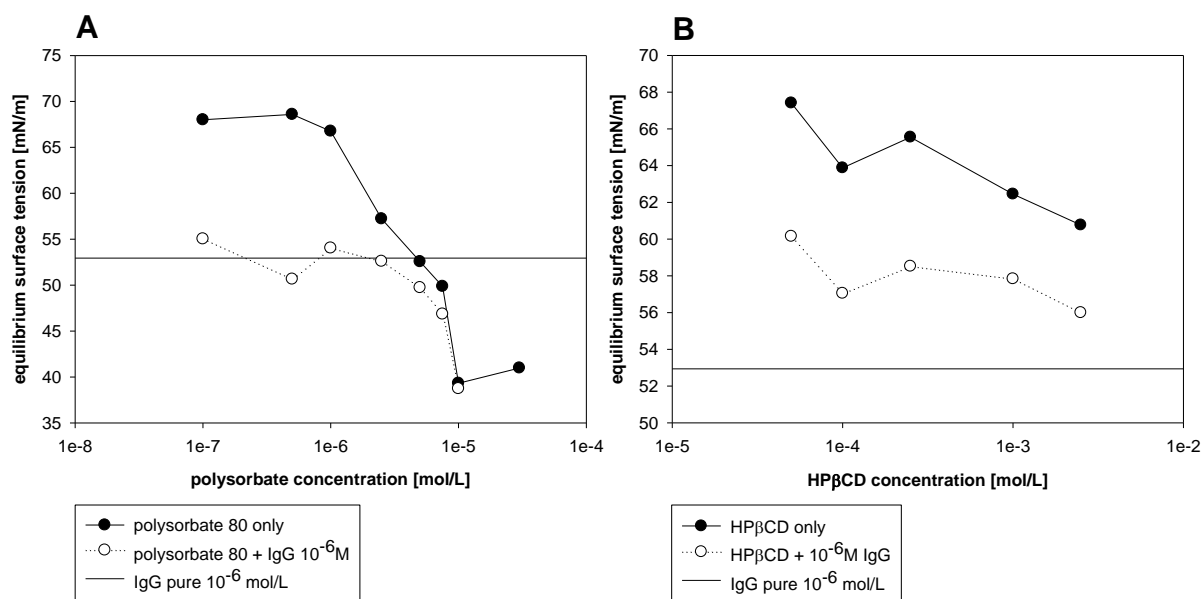 A
75
70
65
60
55
50
45
40
35
equilibrium surface tension [mN/m]
1e-8 1e-7 1e-6 1e-5 1e-4
polysorbate concentration [mol/L]
polysorbate 80 only
polysorbate 80 + IgG 10⁻⁶M
IgG pure 10⁻⁶ mol/L
B
70
68
66
64
62
60
58
56
54
52
50
equilibrium surface tension [mN/m]
1e-5 1e-4 1e-3 1e-2
HPβCD concentration [mol/L]
HPβCD only
HPβCD + 10⁻⁶M IgG
IgG pure 10⁻⁶ mol/L